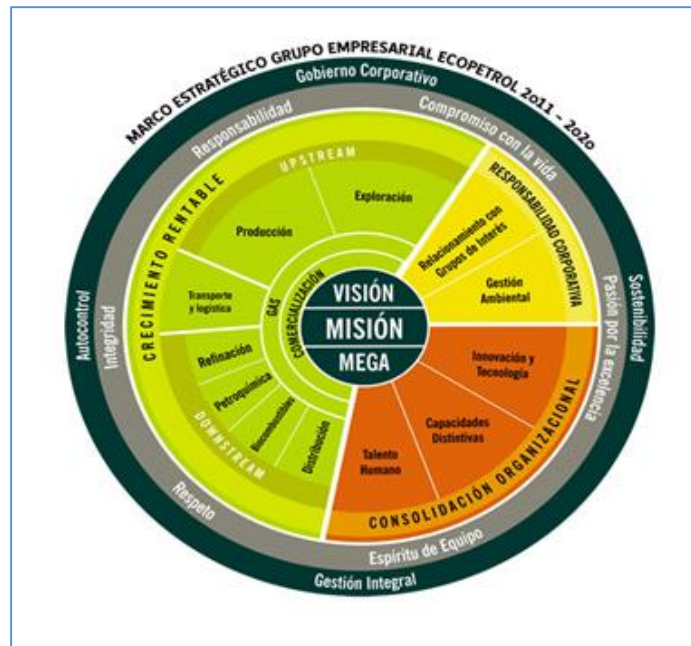 MARCO ESTRATÉGICO GRUPO EMPRESARIAL ECOPETROL 2o11 - 2o2o
Gobierno Corporativo
Responsabilidad
Compromiso con la vida
UPSTREAM
RESPONSABILIDAD CORPORATIVA
Exploración
Producción
Relacionamiento con
Grupos de Interés
Gestión
Ambiental
CRECIMIENTO RENTABLE
Transporte
y logística
GAS
COMERCIALIZACIÓN
VISIÓN
MISIÓN
MEGA
Autocontrol
Integridad
Sostenibilidad
Pasión por la excelencia
Refinación
Petroquímica
Biocombustibles
Distribución
DOWNSTREAM
Innovación y
Tecnología
Capacidades
Distintivas
Talento
Humano
CONSOLIDACIÓN ORGANIZACIONAL
Respeto
Espíritu de Equipo
Gestión Integral